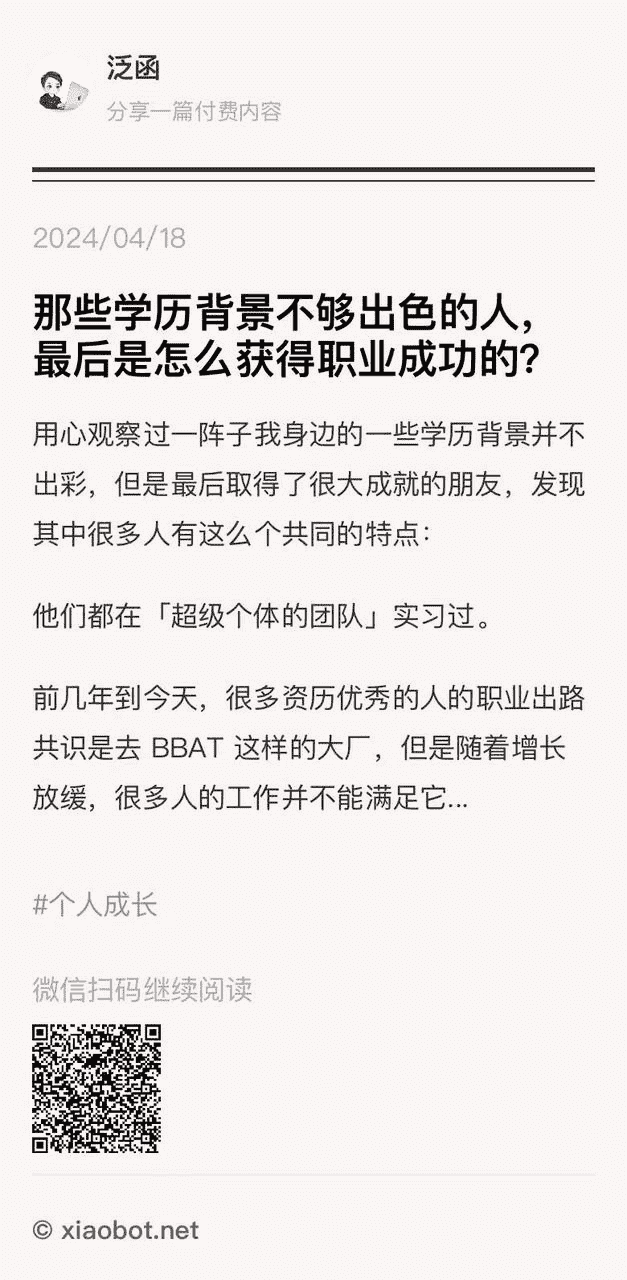 泛函
分享一篇付费内容
2024/04/18
那些学历背景不够出色的人，
最后是怎么获得职业成功的？
用心观察过一阵子我身边的一些学历背景并不
出彩，但是最后取得了很大成就的朋友，发现
其中很多人有这么个共同的特点：
他们都在「超级个体的团队」实习过。
前几年到今天，很多资历优秀的人的职业出路
共识是去 BBAT 这样的大厂，但是随着增长
放缓，很多人的工作并不能满足它...
#个人成长
微信扫码继续阅读
© xiaobot.net